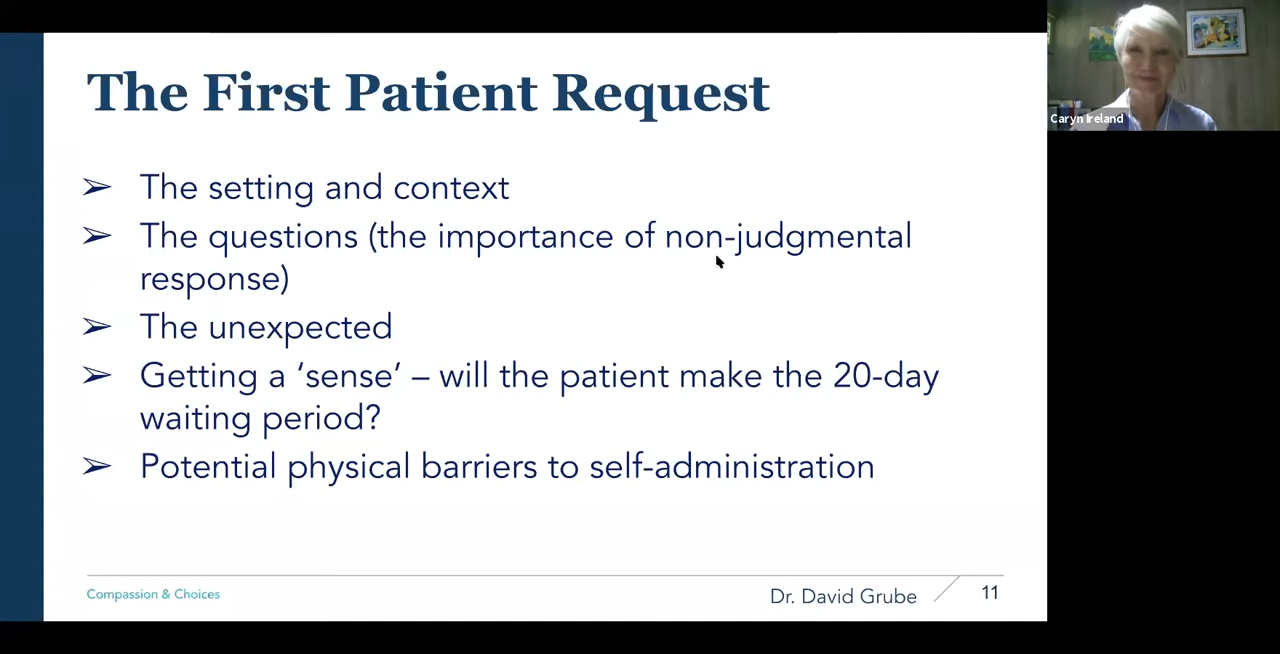 The First Patient Request
Caryn Ireland
➢ The setting and context
➢ The questions (the importance of non-judgmental
response)
➢ The unexpected
➢ Getting a ‘sense’ – will the patient make the 20-day
waiting period?
➢ Potential physical barriers to self-administration
Compassion & Choices
Dr. David Grube
11